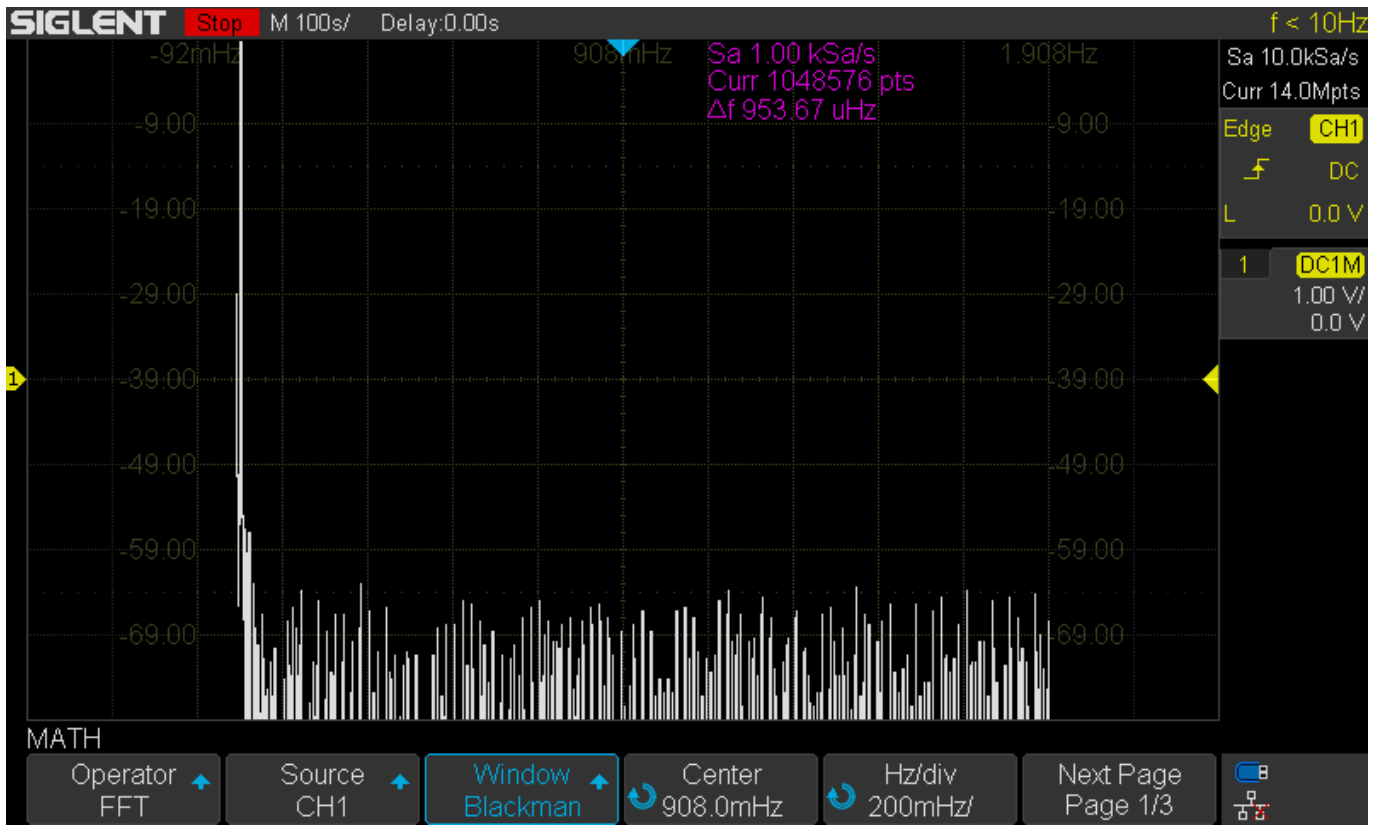 SIGLENT Stop M 100s/ Delay:0.00s f < 10Hz
-92mHz 908mHz 1.908Hz
Sa 1.00 kSa/s
Curr 1048576 pts
Δf 953.67 uHz
Sa 10.0kSa/s
Curr 14.0Mpts
Edge CH1
DC
L 0.0 V
1 DC1M
1.00 V/
0.0 V
-9.00 -9.00
-19.00 -19.00
-29.00 -29.00
1 -39.00 -39.00
-49.00 -49.00
-59.00 -59.00
-69.00 -69.00
MATH
Operator Source Window Center Hz/div Next Page
FFT CH1 Blackman 908.0mHz 200mHz/ Page 1/3